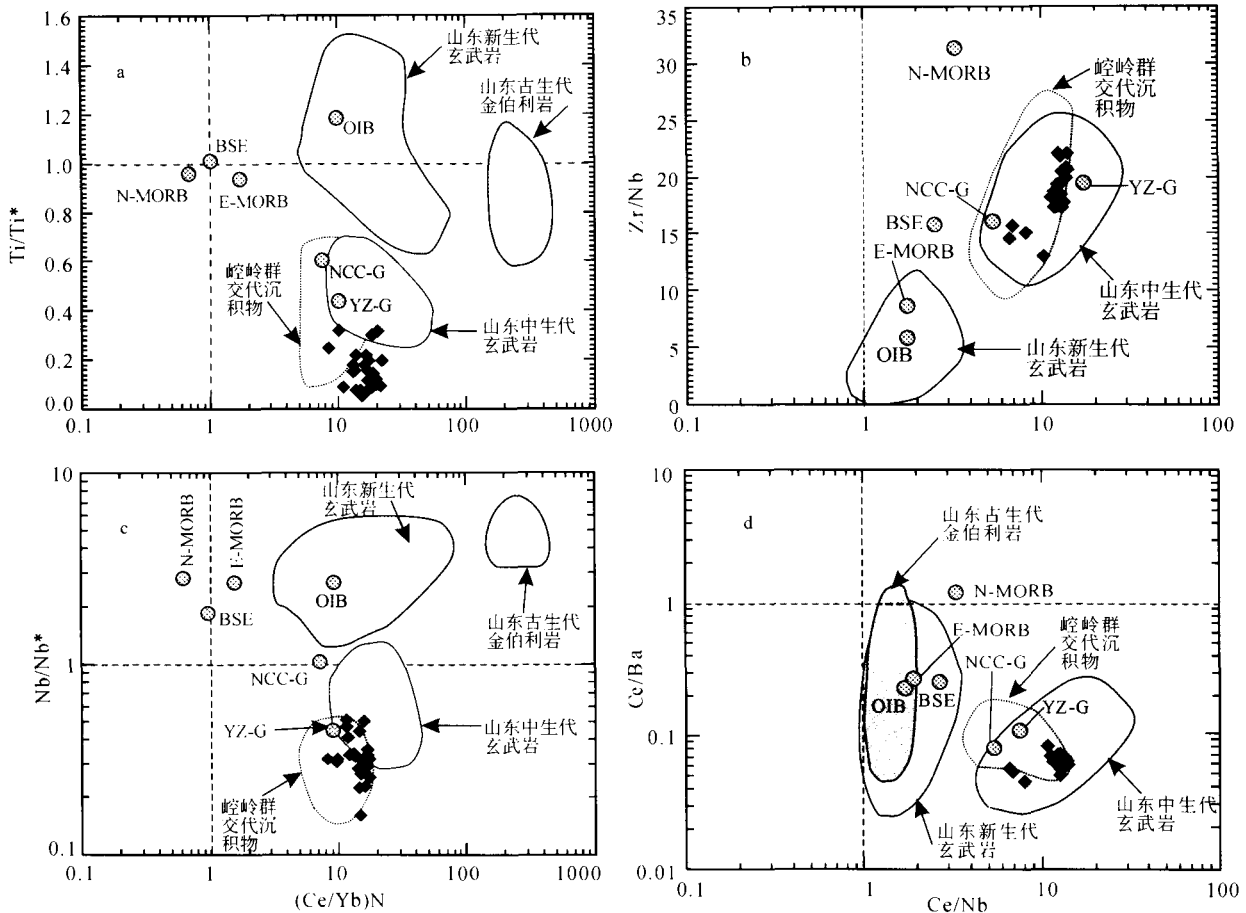 1.6
1.4
1.2
1.0
0.8
0.6
0.4
0.2
0.0
Ti/Ti*
a
山东新生代
玄武岩
山东古生代
金伯利岩
OIB
BSE
N-MORB
E-MORB
NCC-G
YZ-G
崆岭群
交代沉
积物
山东中生代
玄武岩
0.1
1
10
100
1000
35
30
25
20
15
10
5
0
Zr/Nb
b
N-MORB
崆岭群
交代沉
积物
NCC-G
YZ-G
BSE
E-MORB
OIB
山东中生代
玄武岩
山东新生代
玄武岩
0.1
1
10
100
10
1
0.1
Nb/Nb*
c
N-MORB
E-MORB
山东新生代
玄武岩
OIB
BSE
山东古生代
金伯利岩
NCC-G
YZ-G
山东中生代
玄武岩
崆岭群
交代沉
积物
0.1
1
10
100
1000
(Ce/Yb)N
10
1
0.1
0.01
Ce/Ba
d
山东古生代
金伯利岩
N-MORB
E-MORB
崆岭群
交代沉
积物
NCC-G
OIB
BSE
YZ-G
山东中生代
玄武岩
山东新生代
玄武岩
0.1
1
10
100
Ce/Nb